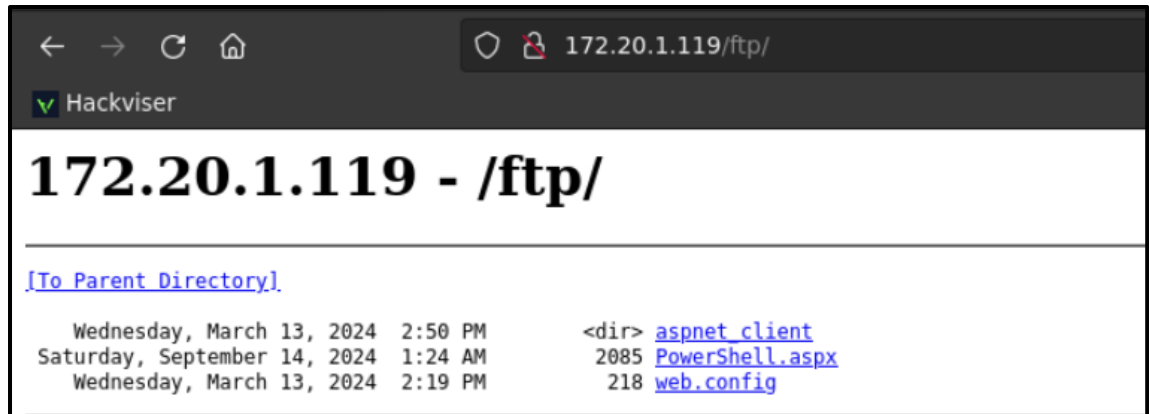 172.20.1.119/ftp/
Hackviser
172.20.1.119 - /ftp/
[To Parent Directory]
Wednesday, March 13, 2024 2:50 PM <dir> aspnet_client
Saturday, September 14, 2024 1:24 AM 2085 PowerShell.aspx
Wednesday, March 13, 2024 2:19 PM 218 web.config